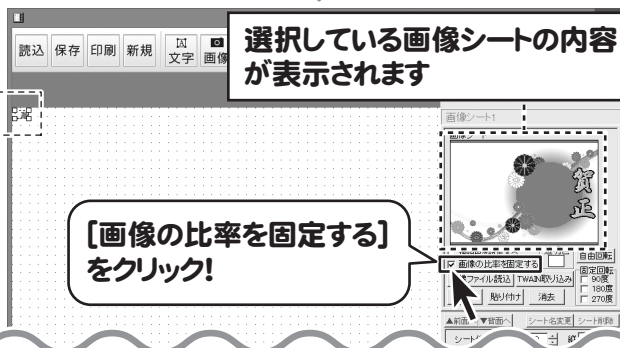 選択している画像シートの内容
が表示されます
読込 保存 印刷 新規 文字 画像
画像シート1
賀正
[画像の比率を固定する]
をクリック!
画像の比率を固定する
自由回転
固定回転
90度
180度
270度
ファイル読込 TWAIN取り込み
貼り付け 消去
▲前面へ ▼背面へ シート名変更 シート削除